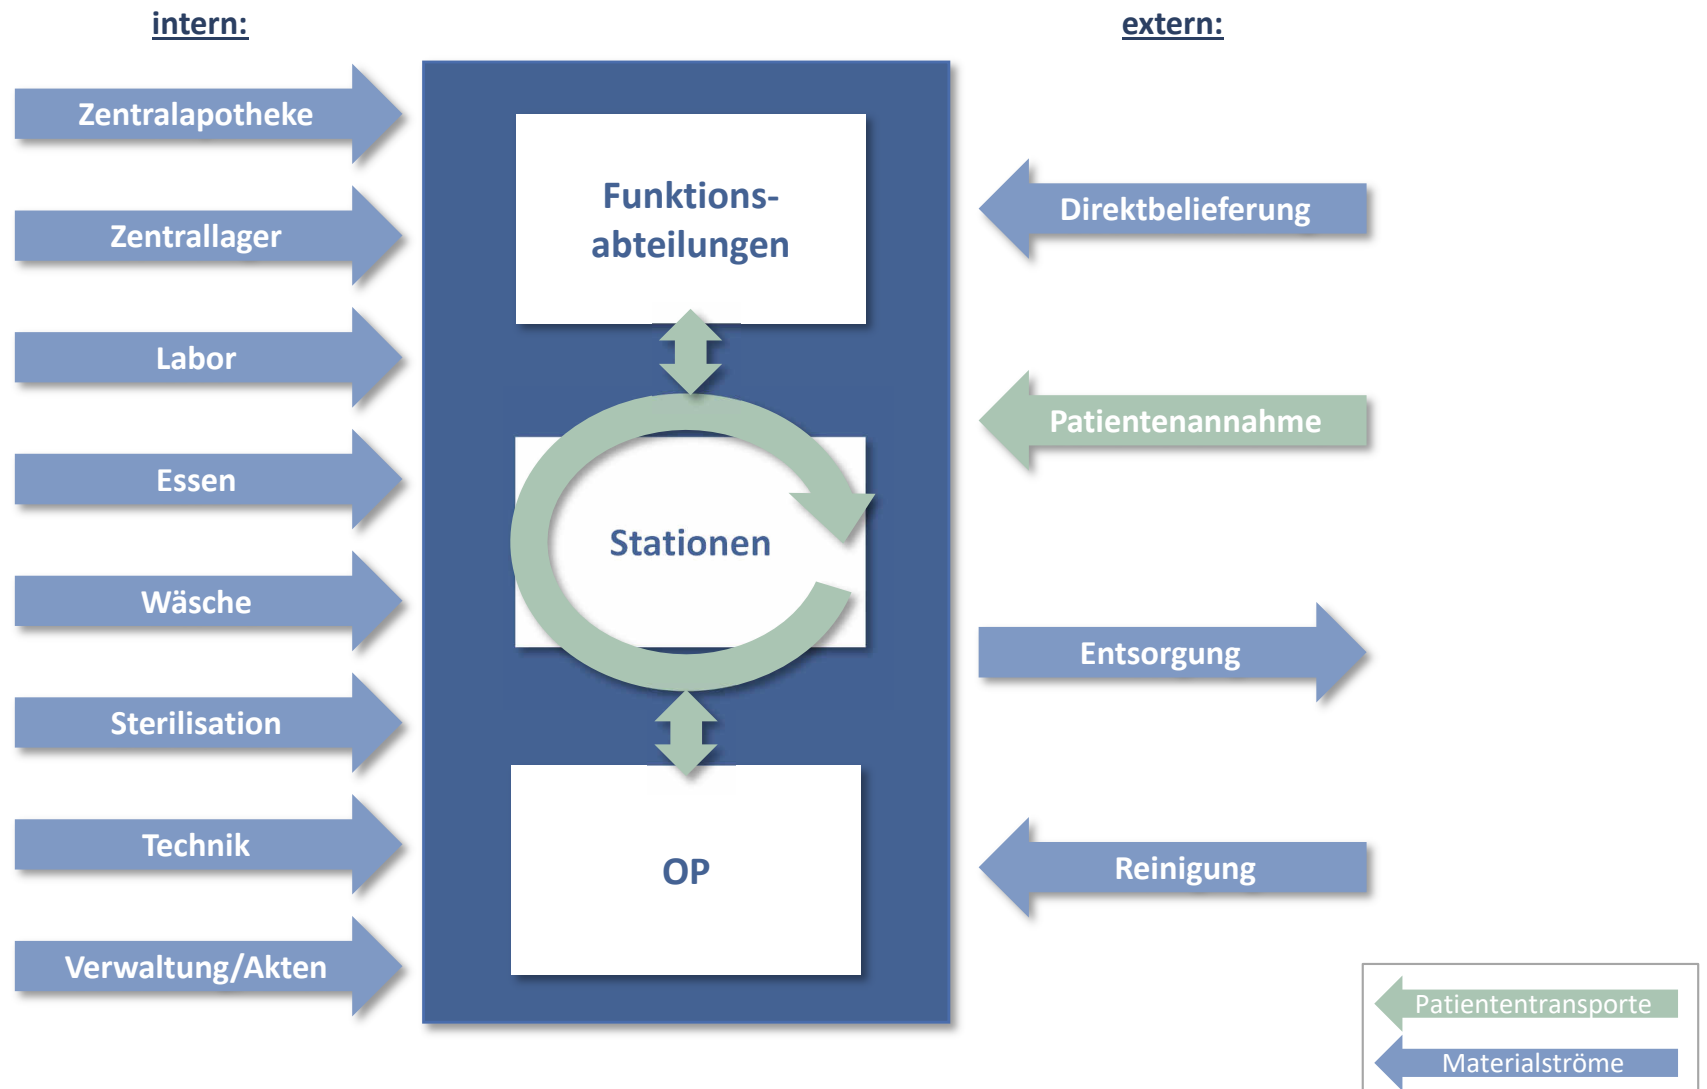 intern:
extern:
Zentralapotheke
Zentrallager
Labor
Essen
Wäsche
Sterilisation
Technik
Verwaltung/Akten
Funktions-
abteilungen
Stationen
OP
Direktbelieferung
Patientenannahme
Entsorgung
Reinigung
Patiententransporte
Materialströme